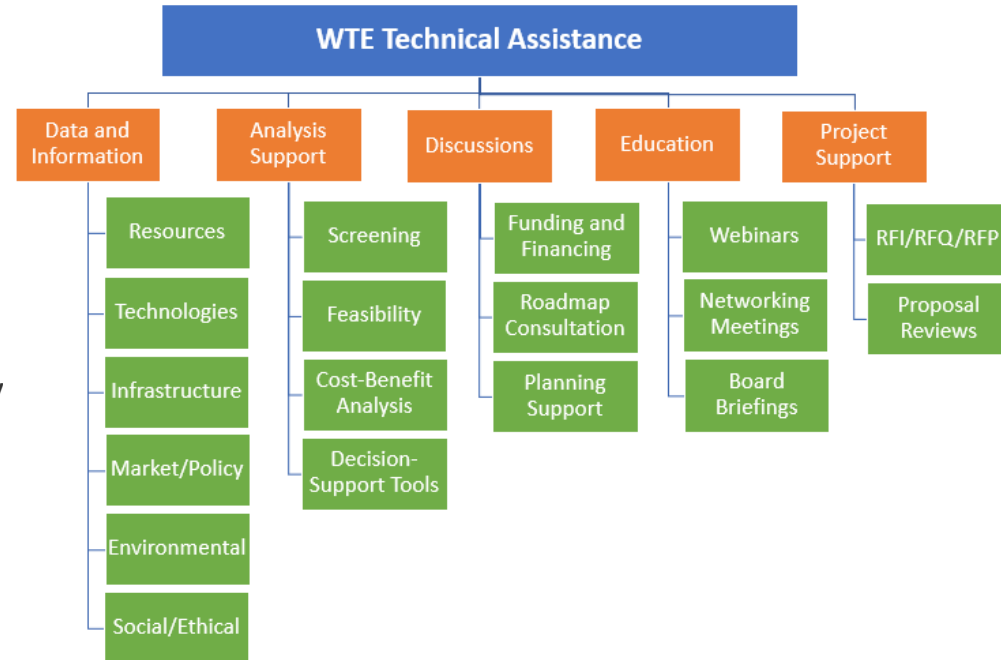 WTE Technical Assistance
Data and
Information
Analysis
Support
Discussions
Education
Project
Support
Resources
Technologies
Infrastructure
Market/Policy
Environmental
Social/Ethical
Screening
Feasibility
Cost-Benefit
Analysis
Decision-
Support Tools
Funding and
Financing
Roadmap
Consultation
Planning
Support
Webinars
Networking
Meetings
Board
Briefings
RFI/RFQ/RFP
Proposal
Reviews